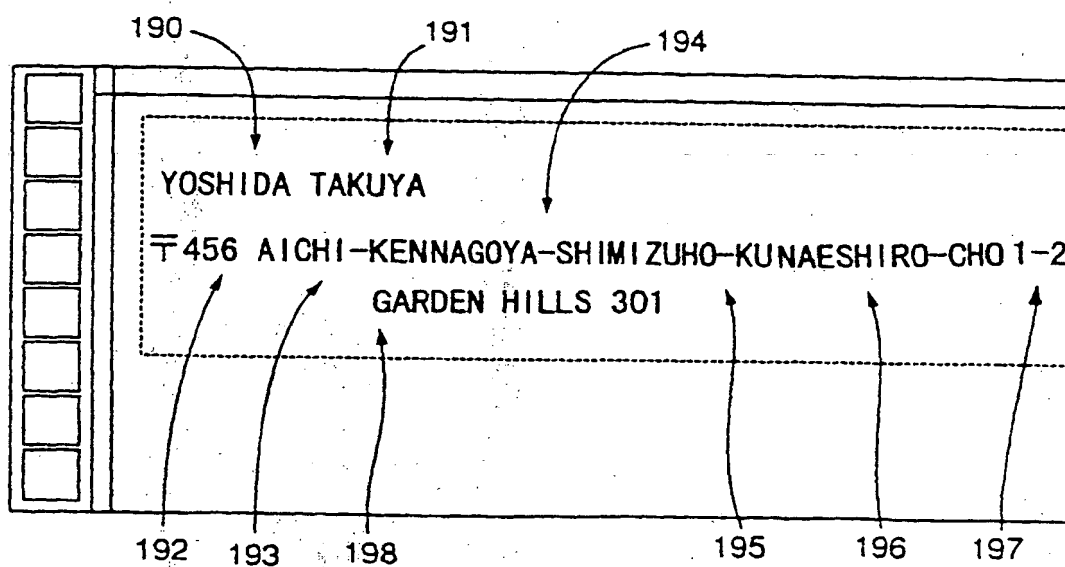 190 191 194
YOSHIDA TAKUYA
〒456 AICHI-KENNAGOYA-SHIMIZUHO-KUNAESHIRO-CHO 1-2
GARDEN HILLS 301
192 193 198 195 196 197